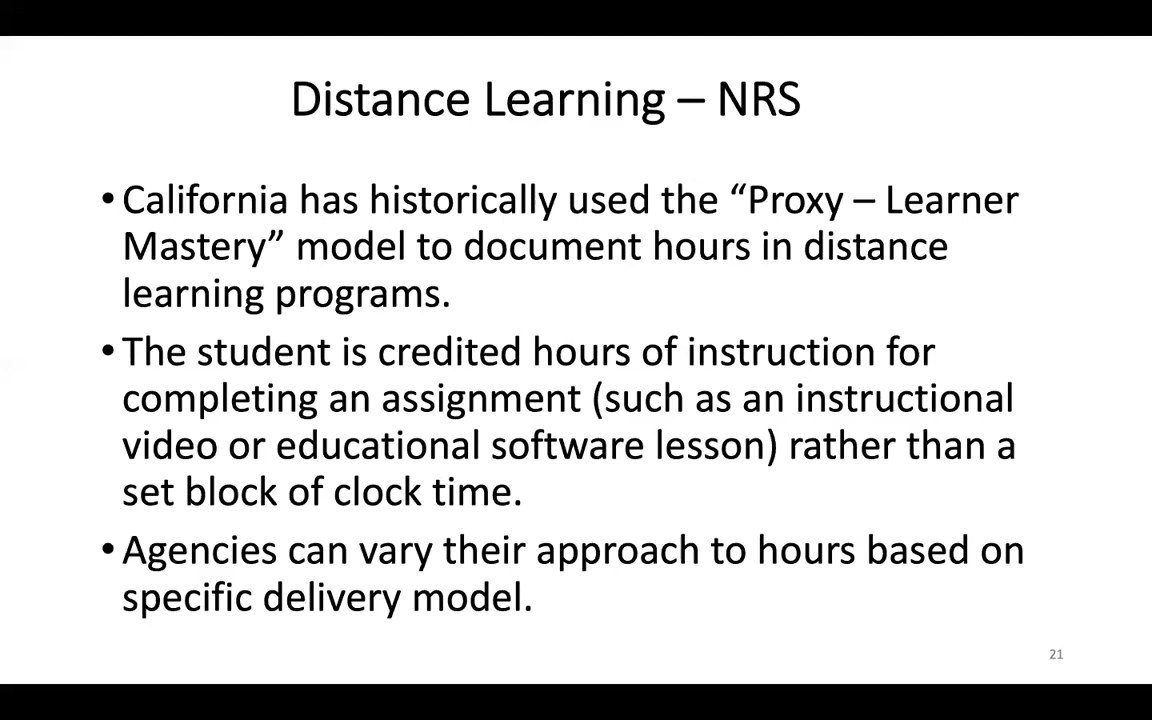 Distance Learning – NRS
•California has historically used the “Proxy – Learner
Mastery” model to document hours in distance
learning programs.
•The student is credited hours of instruction for
completing an assignment (such as an instructional
video or educational software lesson) rather than a
set block of clock time.
•Agencies can vary their approach to hours based on
specific delivery model.
21